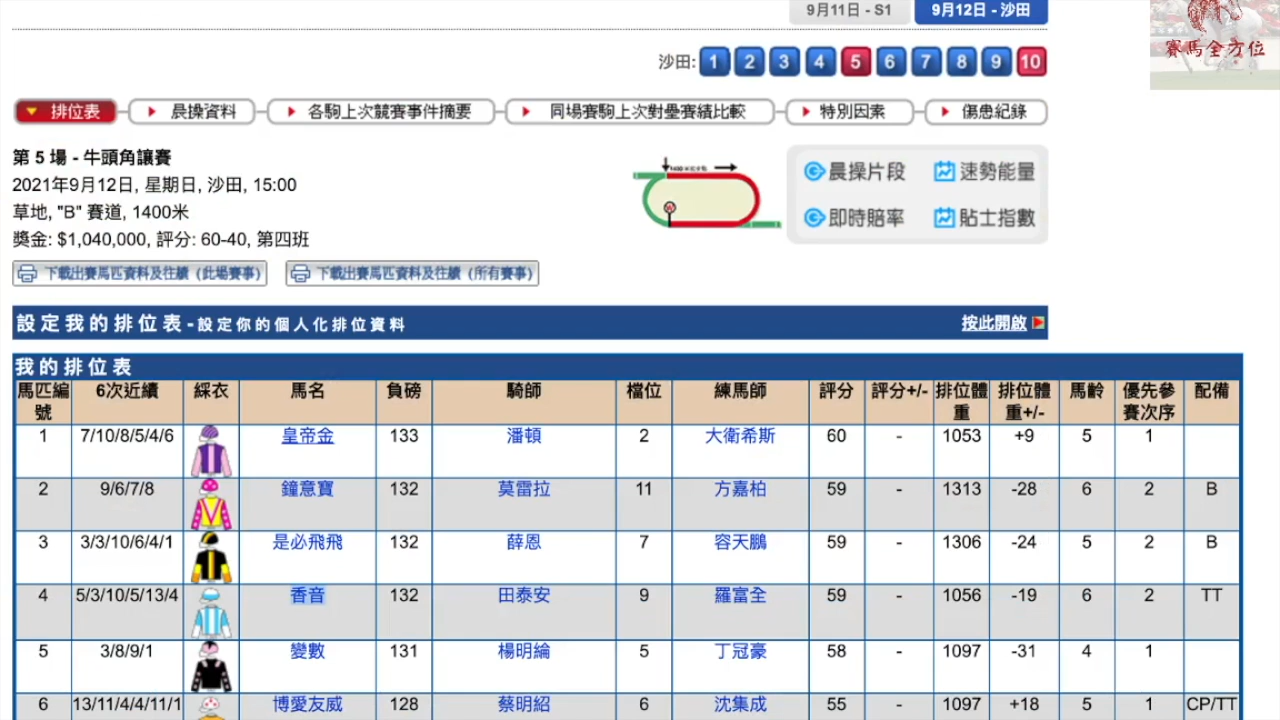 9月11日 - S1 9月12日 - 沙田
賽馬全方位
沙田: 1 2 3 4 5 6 7 8 9 10
排位表 晨操資料 各駒上次競賽事件摘要 同場賽駒上次對壘賽績比較 特別因素 傷患紀錄
第 5 場 - 牛頭角讓賽
2021年9月12日, 星期日, 沙田, 15:00
草地, "B" 賽道, 1400米
獎金: $1,040,000, 評分: 60-40, 第四班
晨操片段 速勢能量
即時賠率 貼士指數
下載出賽馬匹資料及往績 (此場賽事) 下載出賽馬匹資料及往績 (所有賽事)
設定我的排位表-設定你的個人化排位資料 按此開啟
我的排位表
馬匹編號 6次近績 綵衣 馬名 負磅 騎師 檔位 練馬師 評分 評分+/- 排位體重 排位體重+/- 馬齡 優先參賽次序 配備
1 7/10/8/5/4/6 皇帝金 133 潘頓 2 大衛希斯 60 - 1053 +9 5 1
2 9/6/7/8 鐘意寶 132 莫雷拉 11 方嘉柏 59 - 1313 -28 6 2 B
3 3/3/10/6/4/1 是必飛飛 132 薛恩 7 容天鵬 59 - 1306 -24 5 2 B
4 5/3/10/5/13/4 香音 132 田泰安 9 羅富全 59 - 1056 -19 6 2 TT
5 3/8/9/1 變數 131 楊明綸 5 丁冠豪 58 - 1097 -31 4 1
6 13/11/4/4/11/1 博愛友威 128 蔡明紹 6 沈集成 55 - 1097 +18 5 1 CP/TT